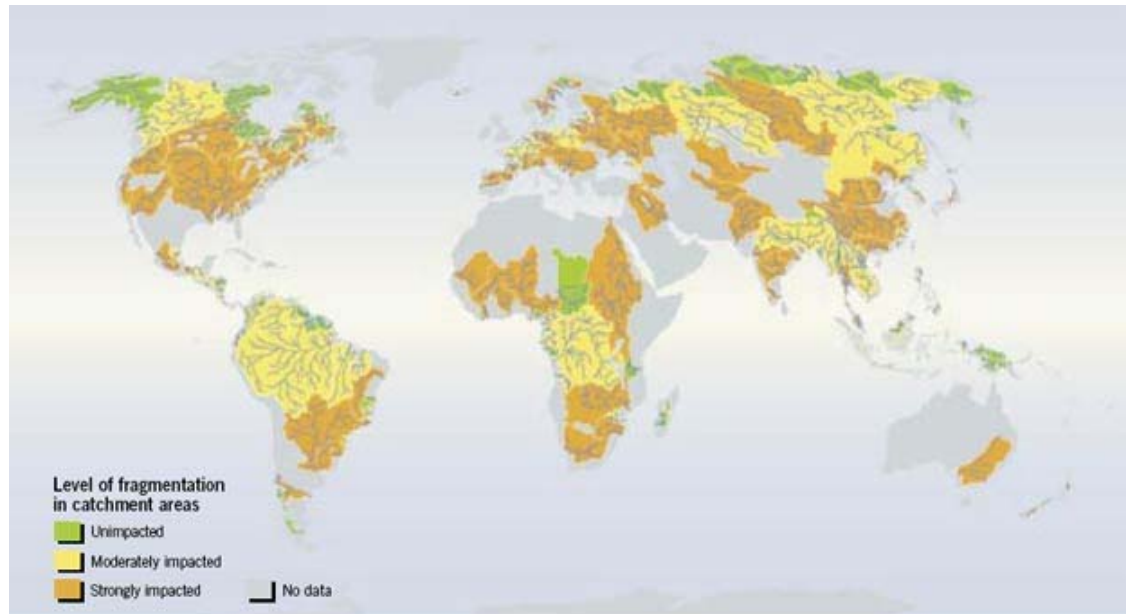 Level of fragmentation
in catchment areas
Unimpacted
Moderately impacted
Strongly impacted
No data